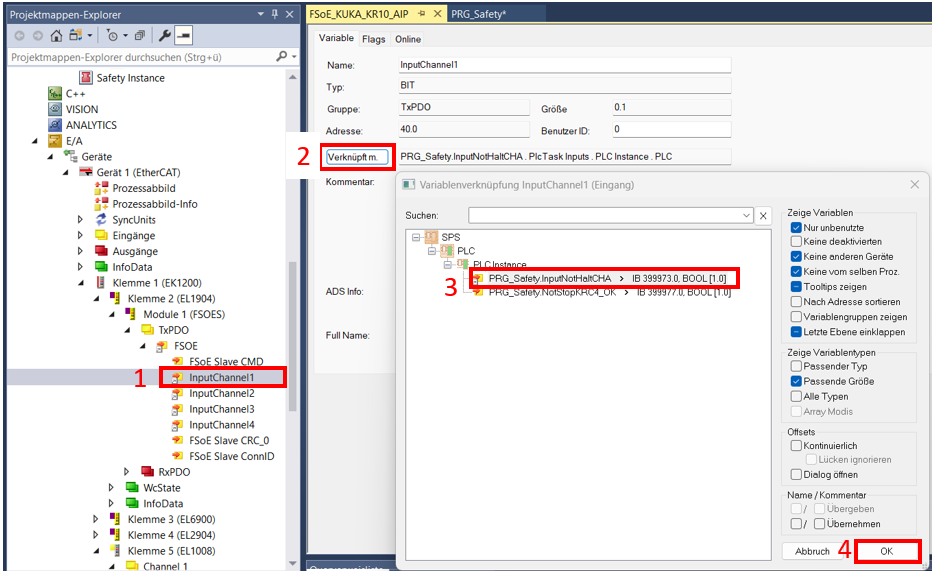 Projektmappen-Explorer
Projektmappen-Explorer durchsuchen (Strg+ü)
Safety Instance
C++
VISION
ANALYTICS
E/A
Geräte
Gerät 1 (EtherCAT)
Prozessabbild
Prozessabbild-Info
SyncUnits
Eingänge
Ausgänge
InfoData
Klemme 1 (EK1200)
Klemme 2 (EL1904)
Module 1 (FSOES)
TxPDO
FSOE
FSoE Slave CMD
1
InputChannel1
InputChannel2
InputChannel3
InputChannel4
FSoE Slave CRC_0
FSoE Slave ConnID
RxPDO
WcState
InfoData
Klemme 3 (EL6900)
Klemme 4 (EL2904)
Klemme 5 (EL1008)
Channel 1
FSoE_KUKA_KR10_AIP
PRG_Safety*
Variable Flags Online
Name: InputChannel1
Typ: BIT
Gruppe: TxPDO Größe 0.1
Adresse: 40.0 Benutzer ID: 0
2 Verknüpft m. PRG_Safety.InputNotHaltCHA . PlcTask Inputs . PLC Instance . PLC
Kommentar:
ADS Info:
Full Name:
Variablenverknüpfung InputChannel1 (Eingang)
Suchen:
SPS
PLC
PLC Instance
3 PRG_Safety.InputNotHaltCHA > IB 399973.0, BOOL [1.0]
PRG_Safety.NotStopKRC4_OK > IB 399977.0, BOOL [1.0]
Zeige Variablen
Nur unbenutzte
Keine deaktivierten
Keine anderen Geräte
Keine vom selben Proz.
Tooltips zeigen
Nach Adresse sortieren
Variablengruppen zeigen
Letzte Ebene einklappen
Zeige Variablentypen
Passender Typ
Passende Größe
Alle Typen
Array Modis
Offsets
Kontinuierlich
Lücken ignorieren
Dialog öffnen
Name / Kommentar
/ Übergeben
/ Übernehmen
Abbruch 4 OK